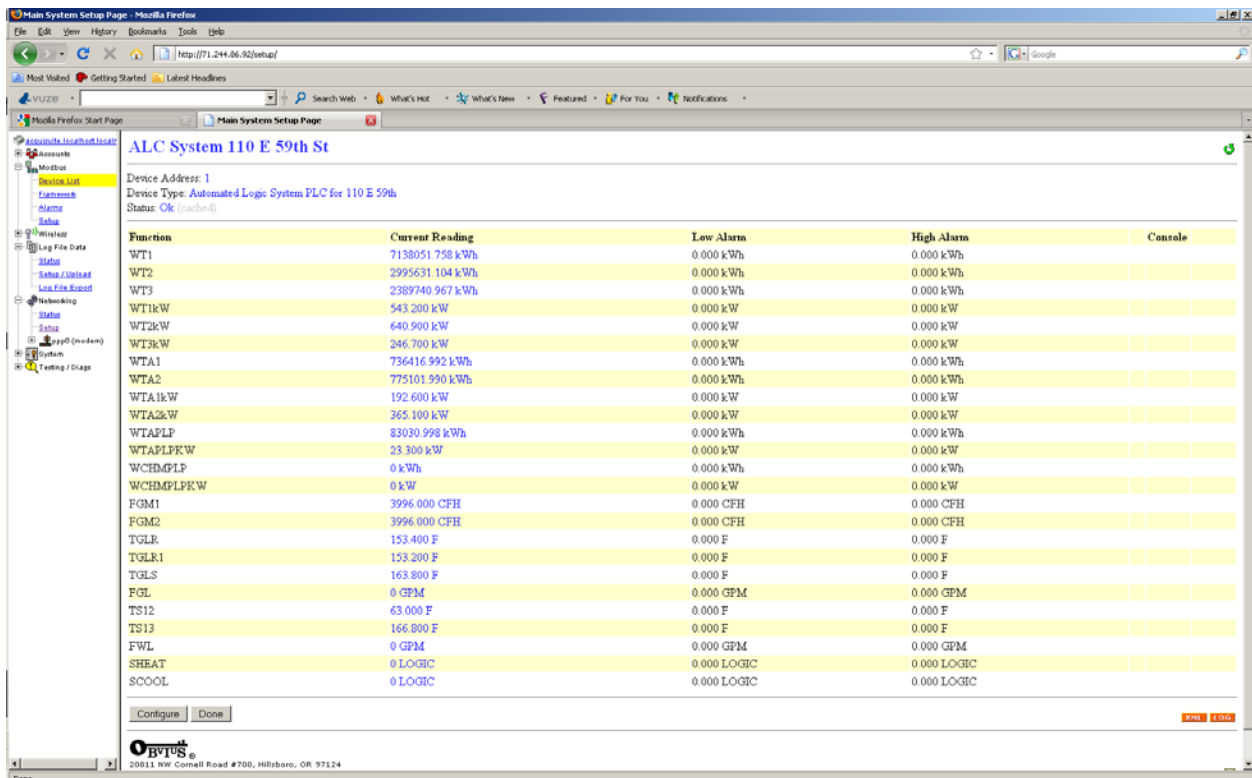 Main System Setup Page - Mozilla Firefox
File Edit View History Bookmarks Tools Help
http://71.244.06.92/setup/
Google
Most Visited Getting Started Latest Headlines
VUZE Search Web What's Hot What's New Featured For You Notifications
Mozilla Firefox Start Page Main System Setup Page
Accounts
Modbus
Device List
Framework
Alarms
Setup
Wireless
Log File Data
Status
Setup / Upload
Log File Export
Networking
Status
Setup
ppp0 (modem)
System
Testing / Diags
ALC System 110 E 59th St
Device Address: 1
Device Type: Automated Logic System PLC for 110 E 59th
Status: Ok (cached)
Function Current Reading Low Alarm High Alarm Console
WT1 7138051.758 kWh 0.000 kWh 0.000 kWh
WT2 2995631.104 kWh 0.000 kWh 0.000 kWh
WT3 2389740.967 kWh 0.000 kWh 0.000 kWh
WT1kW 543.200 kW 0.000 kW 0.000 kW
WT2kW 640.900 kW 0.000 kW 0.000 kW
WT3kW 246.700 kW 0.000 kW 0.000 kW
WTA1 736416.992 kWh 0.000 kWh 0.000 kWh
WTA2 775101.990 kWh 0.000 kWh 0.000 kWh
WTA1kW 192.600 kW 0.000 kW 0.000 kW
WTA2kW 365.100 kW 0.000 kW 0.000 kW
WTAPLP 83030.998 kWh 0.000 kWh 0.000 kWh
WTAPLPKW 23.300 kW 0.000 kW 0.000 kW
WCHMPLP 0 kWh 0.000 kWh 0.000 kWh
WCHMPLPKW 0 kW 0.000 kW 0.000 kW
FGM1 3996.000 CFH 0.000 CFH 0.000 CFH
FGM2 3996.000 CFH 0.000 CFH 0.000 CFH
TGLR 153.400 F 0.000 F 0.000 F
TGLR1 153.200 F 0.000 F 0.000 F
TGLS 163.800 F 0.000 F 0.000 F
FGL 0 GPM 0.000 GPM 0.000 GPM
TS12 63.000 F 0.000 F 0.000 F
TS13 166.800 F 0.000 F 0.000 F
FWL 0 GPM 0.000 GPM 0.000 GPM
SHEAT 0 LOGIC 0.000 LOGIC 0.000 LOGIC
SCOOL 0 LOGIC 0.000 LOGIC 0.000 LOGIC
Configure Done
XML LOG
OBVIUS ®
20811 NW Cornell Road #700, Hillsboro, OR 97124